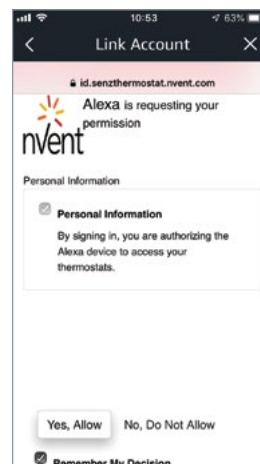 10:53
63%
Link Account
id.senzthermostat.nvent.com
nvent
Alexa is requesting your
permission
Personal Information
Personal Information
By signing in, you are authorizing the
Alexa device to access your
thermostats.
Yes, Allow No, Do Not Allow
Remember My Decision